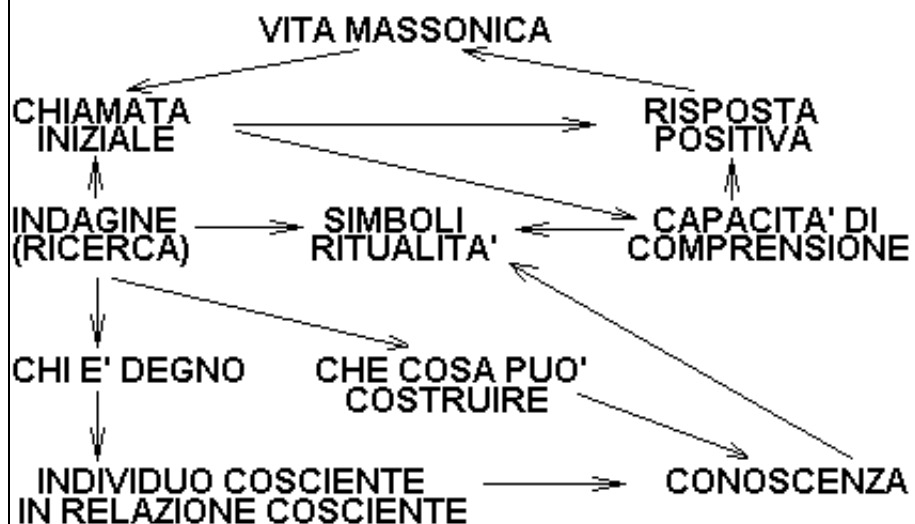 VITA MASSONICA
CHIAMATA
INIZIALE
RISPOSTA
POSITIVA
INDAGINE
(RICERCA)
SIMBOLI
RITUALITA'
CAPACITA' DI
COMPRENSIONE
CHI E' DEGNO
CHE COSA PUO'
COSTRUIRE
INDIVIDUO COSCIENTE
IN RELAZIONE COSCIENTE
CONOSCENZA